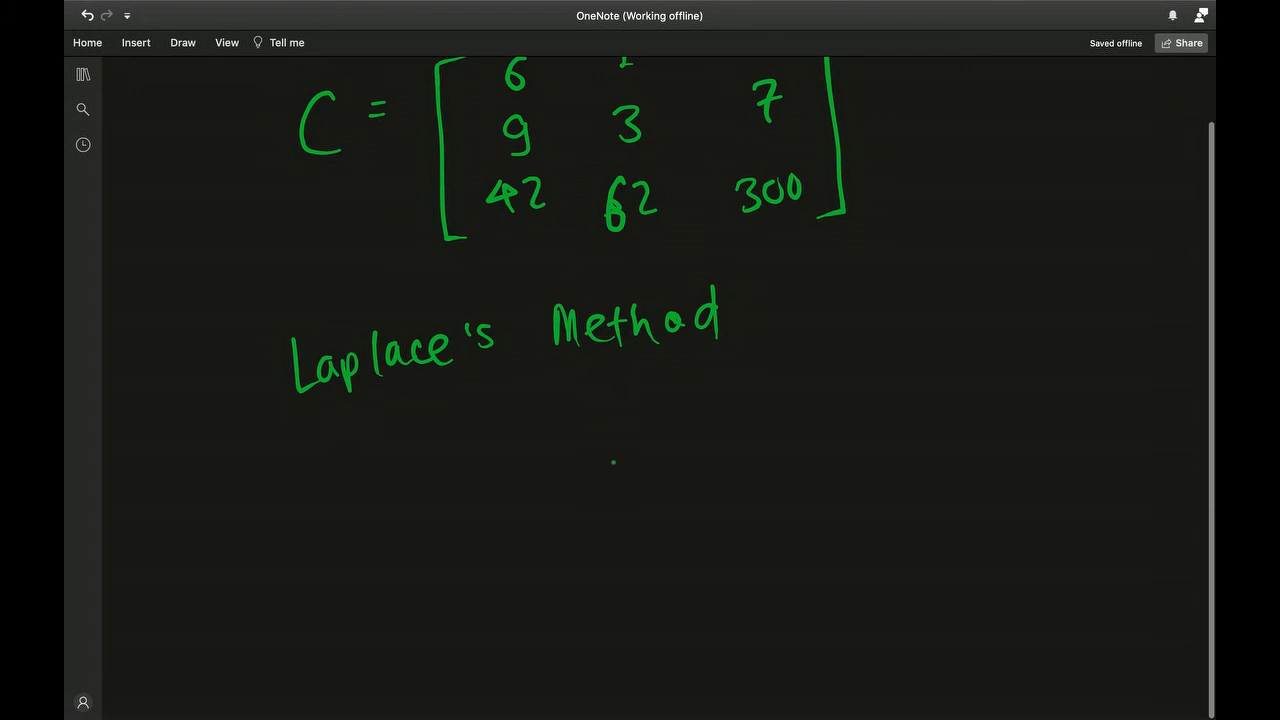 OneNote (Working offline)
Home Insert Draw View Tell me
Saved offline Share
6
C = 9 3 7
42 62 300
Laplace's Method